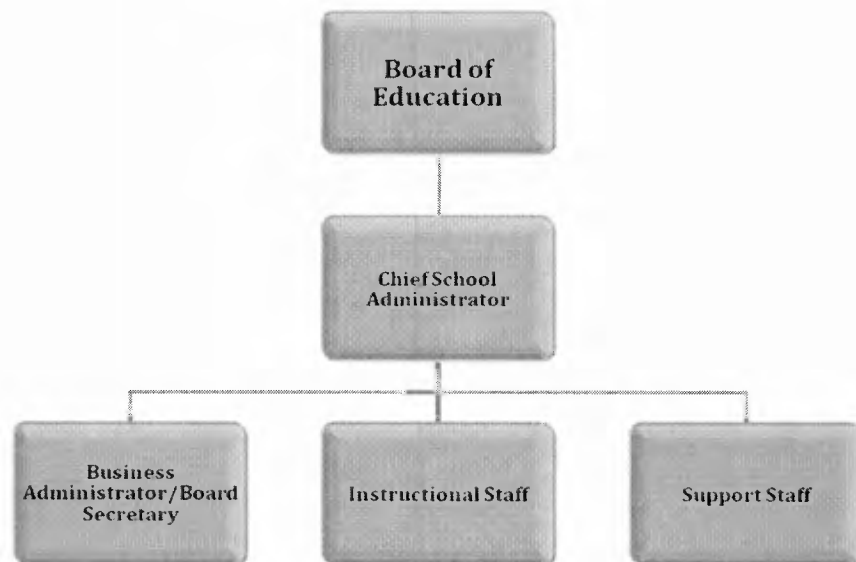 Board of
Education
Chief School
Administrator
Business
Administrator/Board
Secretary
Instructional Staff
Support Staff